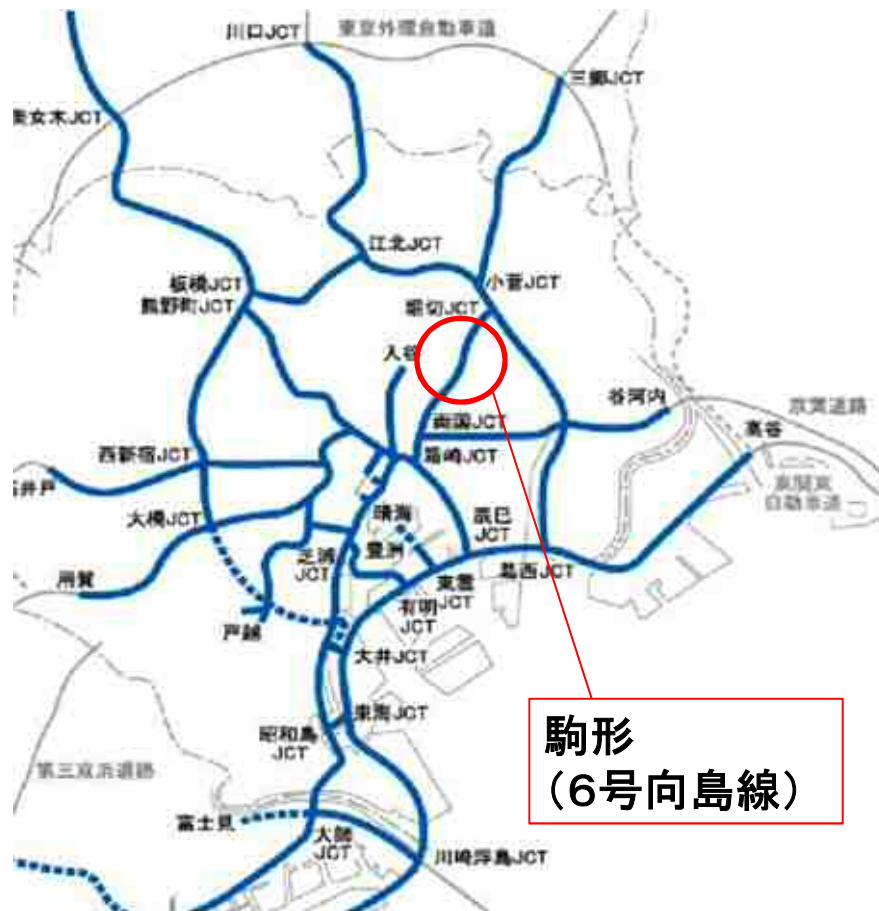 川口JCT
東京外環自動車道
三郷JCT
美女木JCT
江北JCT
板橋JCT
小菅JCT
熊野町JCT
堀切JCT
入谷
谷河内
両国JCT
京葉道路
高谷
西新宿JCT
箱崎JCT
東関東
自動車道
晴海
辰巳
JCT
大橋JCT
豊洲
芝浦
JCT
葛西JCT
東雲
JCT
用賀
有明
JCT
戸越
大井JCT
東海JCT
昭和島
JCT
駒形
（6号向島線）
第三京浜道路
富士見
大師
JCT
川崎浮島JCT